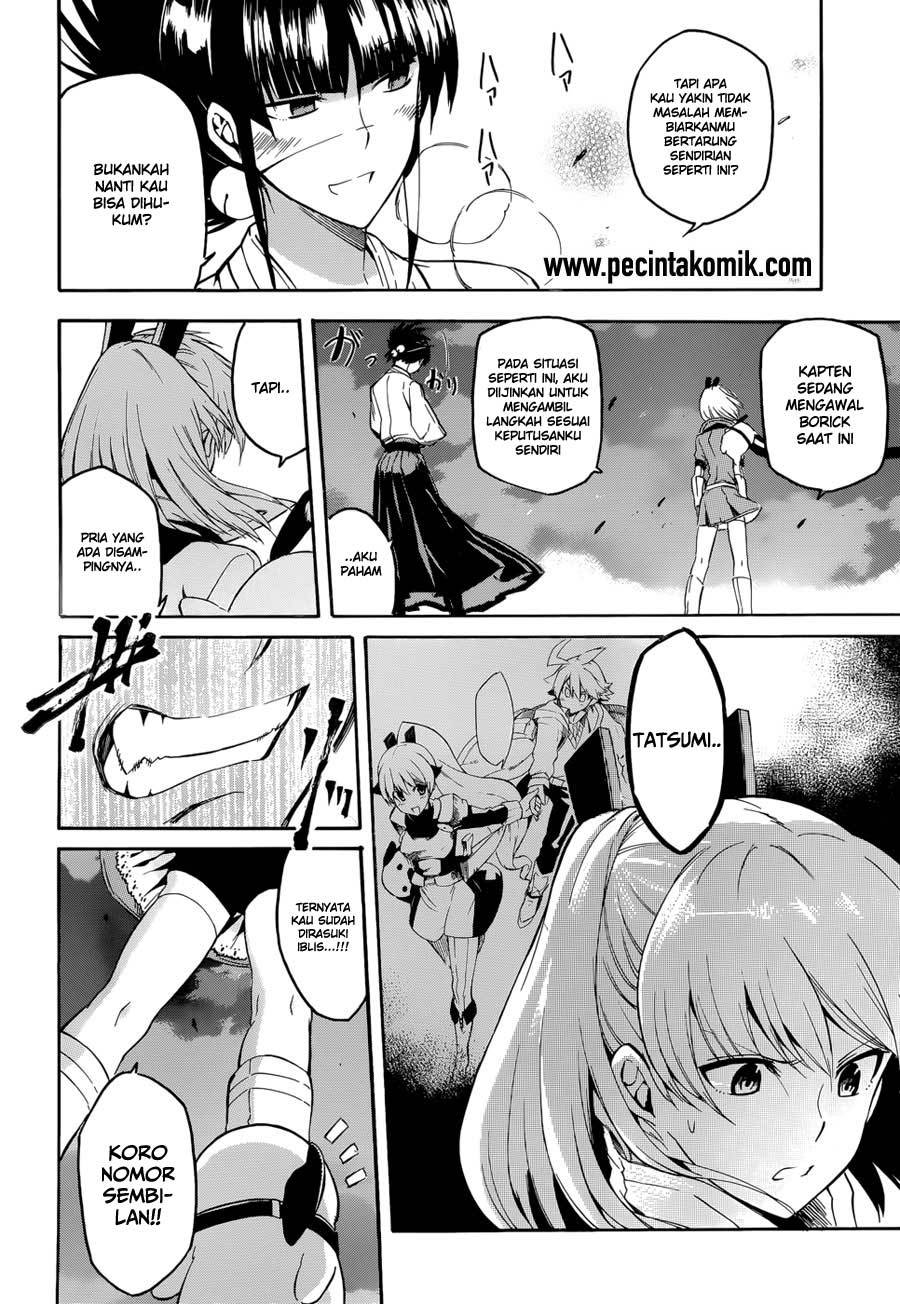 TAPI APA
KAU YAKIN TIDAK
MASALAH MEM-
BIARKANMU
BERTARUNG
SENDIRIAN
SEPERTI INI?
BUKANKAH
NANTI KAU
BISA DIHU-
KUM?
www.pecintakomik.com
KAPTEN
SEDANG
MENGAWAL
BORICK
SAAT INI
PADA SITUASI
SEPERTI INI, AKU
DIIJINKAN UNTUK
MENGAMBIL
LANGKAH SESUAI
KEPUTUSANKU
SENDIRI
..AKU
PAHAM
TAPI..
PRIA YANG
ADA DISAM-
PINGNYA..
TATSUMI..
TERNYATA
KAU SUDAH
DIRASUKI
IBLIS...!!!
KORO
NOMOR
SEMBI-
LAN!!